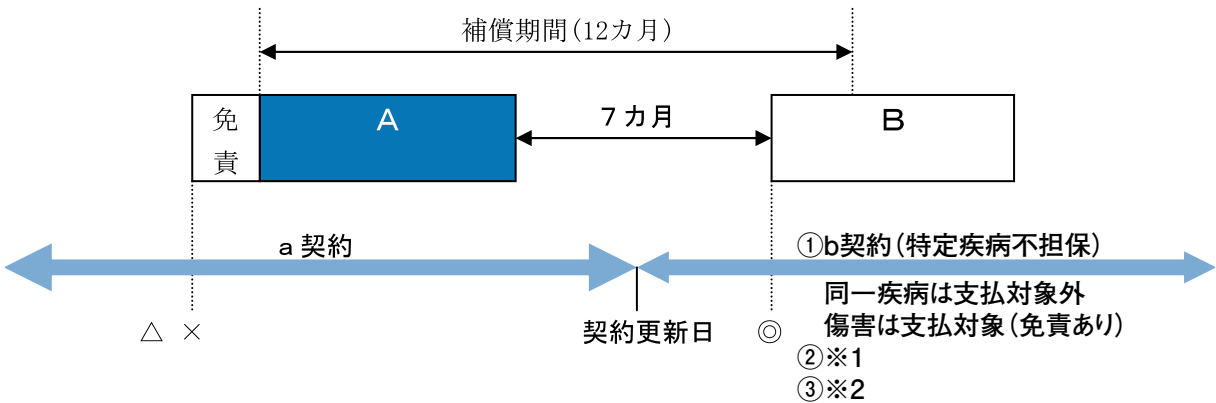 補償期間(12カ月)
免責
A
7カ月
B
a 契約
①b契約(特定疾病不担保)
同一疾病は支払対象外
傷害は支払対象(免責あり)
△ ×
契約更新日
◎
②※1
③※2